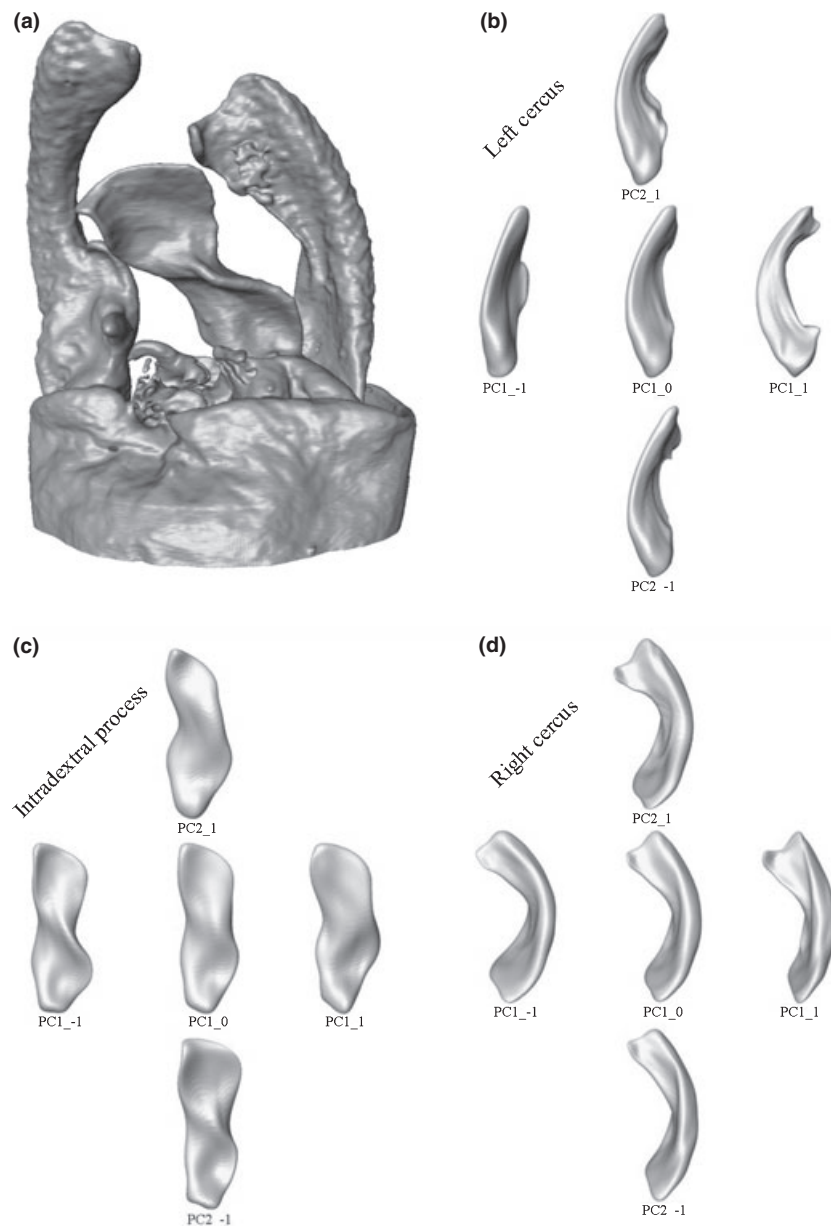 (a)
(b)
Left cercus
PC2_1
PC1_-1
PC1_0
PC1_1
PC2_-1
(c)
Intradextral process
PC2_1
PC1_-1
PC1_0
PC1_1
PC2_-1
(d)
Right cercus
PC2_1
PC1_-1
PC1_0
PC1_1
PC2_-1